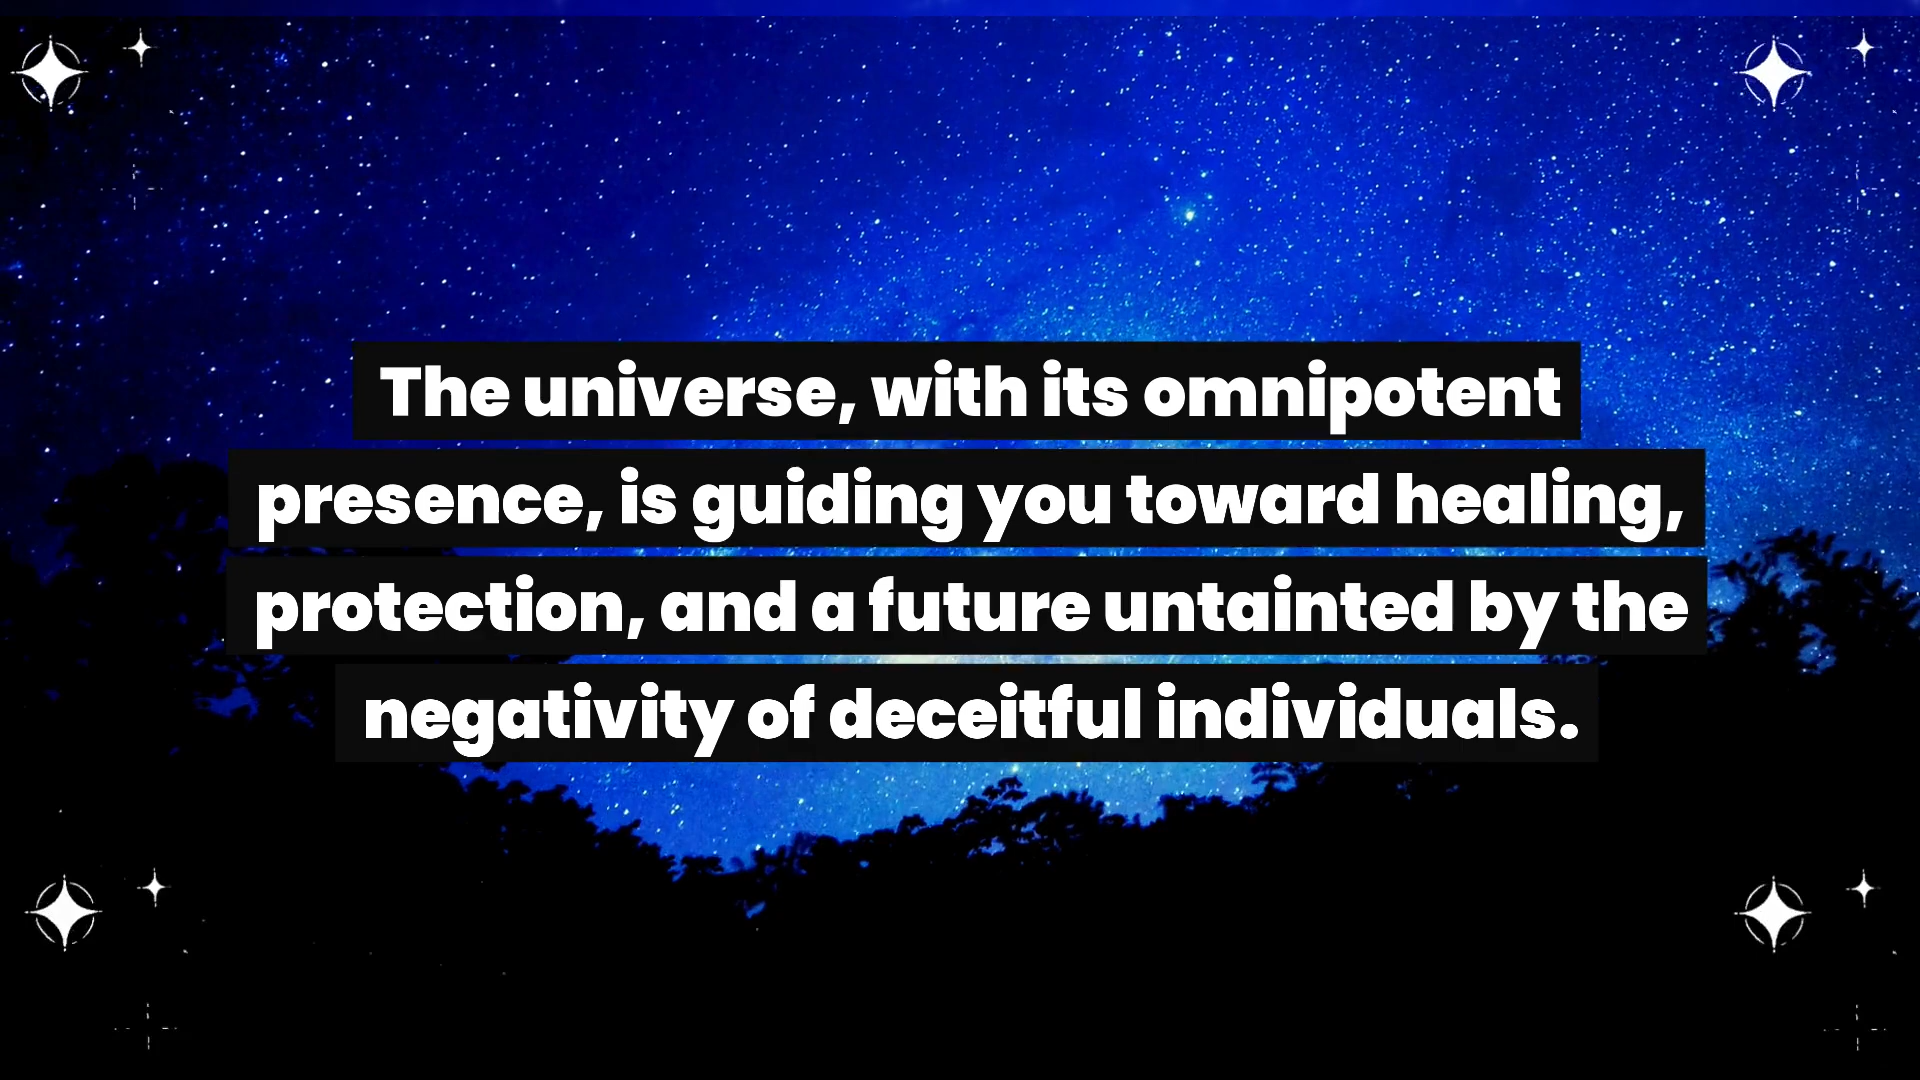 The universe, with its omnipotent
presence, is guiding you toward healing,
protection, and a future untainted by the
negativity of deceitful individuals.